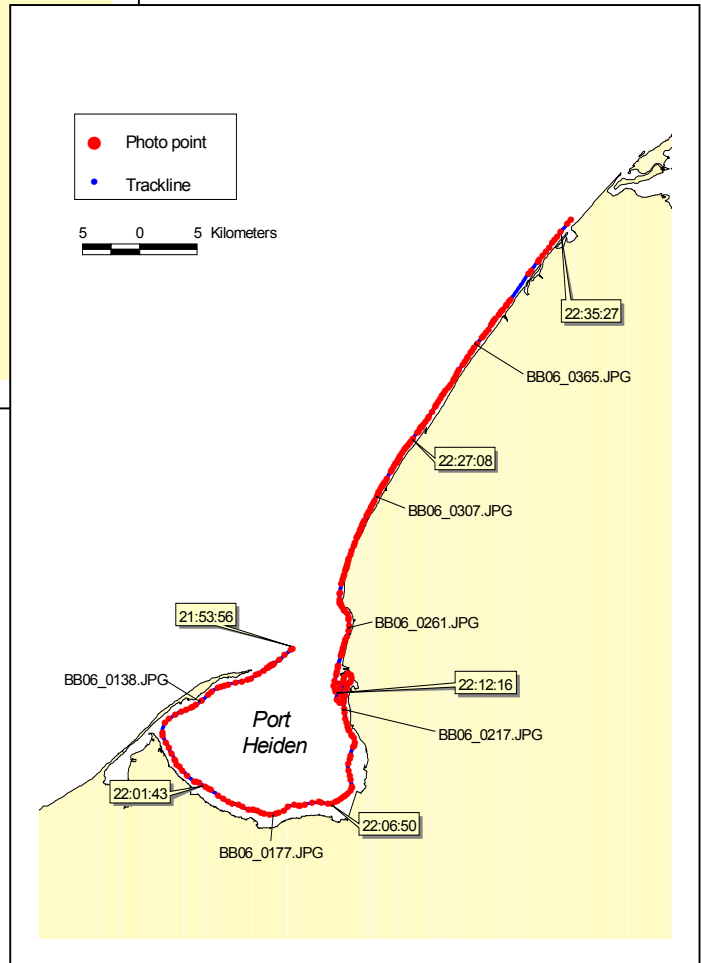 Photo point
Trackline
5 0 5 Kilometers
22:35:27
BB06_0365.JPG
22:27:08
BB06_0307.JPG
21:53:56
BB06_0261.JPG
BB06_0138.JPG
22:12:16
Port
Heiden
BB06_0217.JPG
22:01:43
22:06:50
BB06_0177.JPG